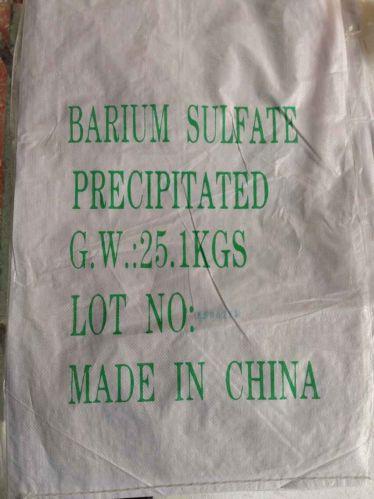 BARIUM SULFATE
PRECIPITATED
G.W.:25.1KGS
LOT NO:
MADE IN CHINA